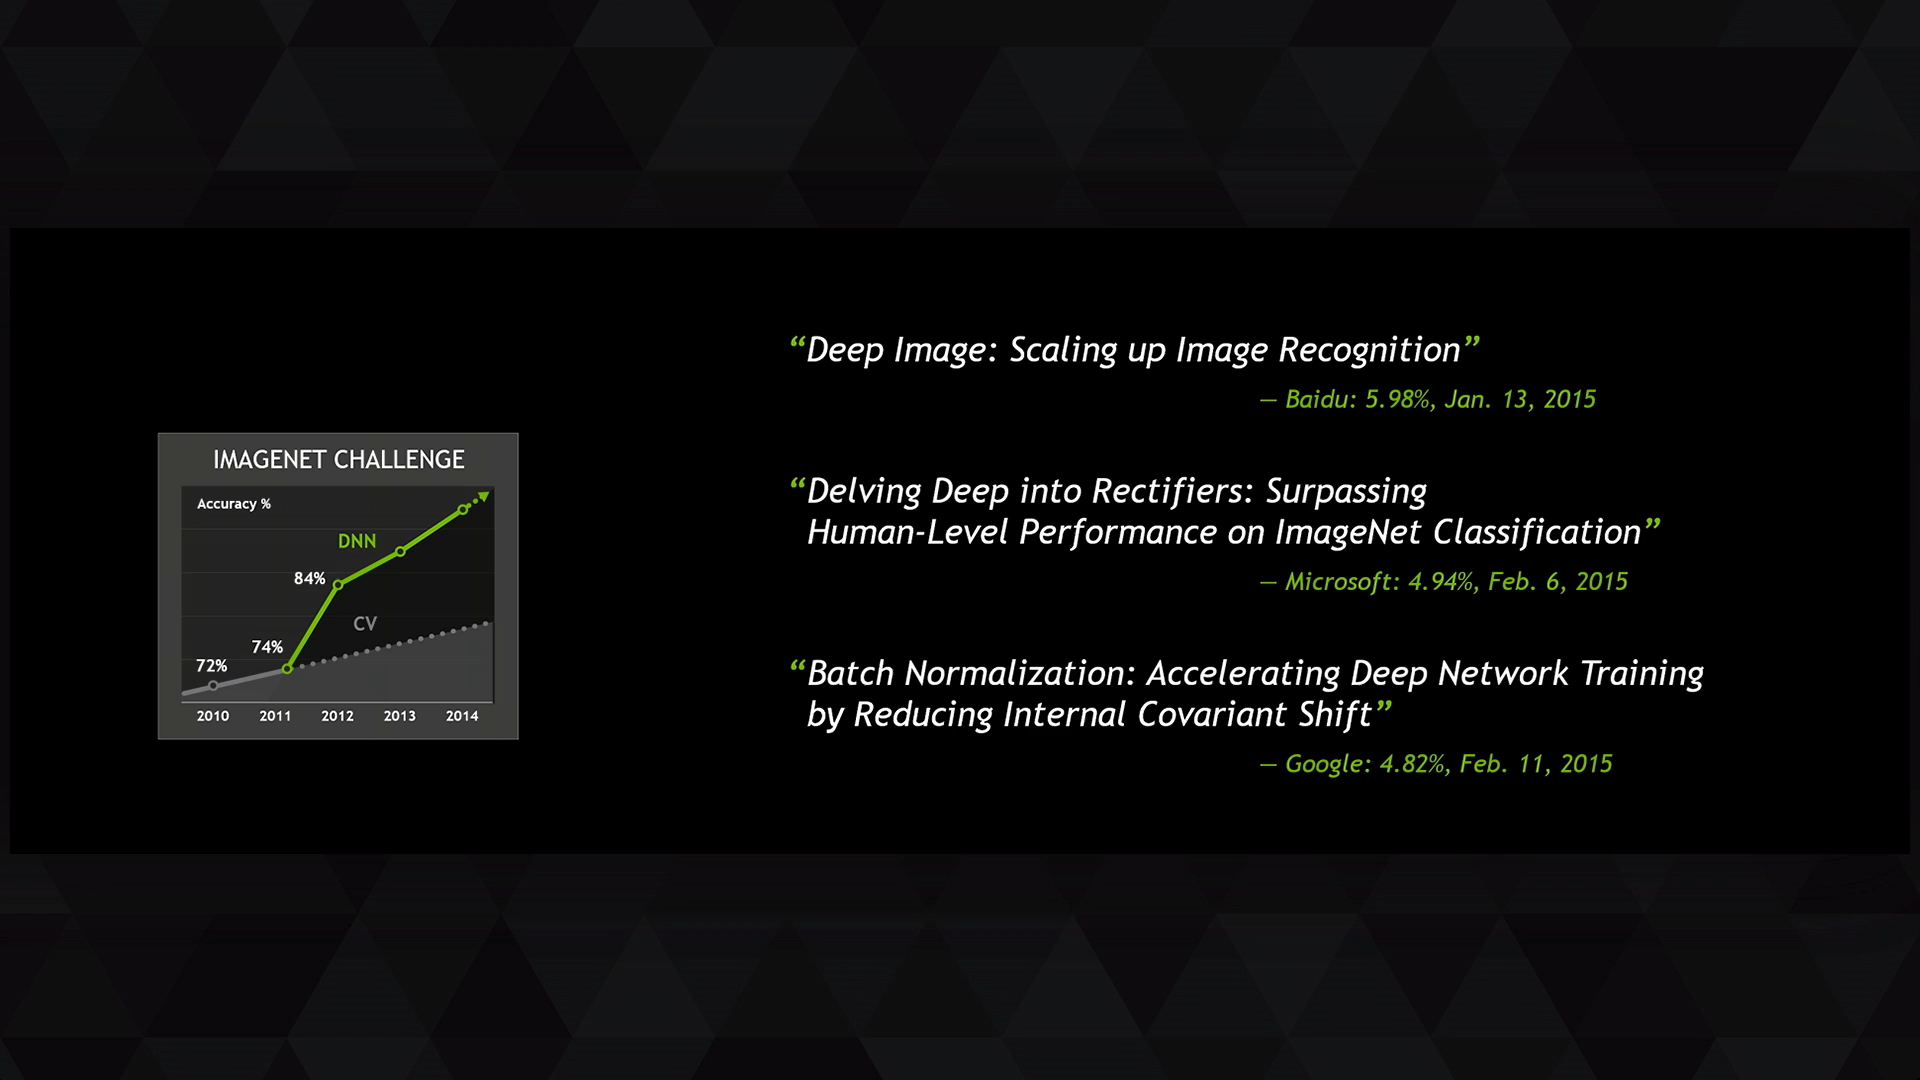 IMAGENET CHALLENGE
Accuracy %
DNN
84%
CV
74%
72%
2010 2011 2012 2013 2014
“Deep Image: Scaling up Image Recognition”
— Baidu: 5.98%, Jan. 13, 2015
“Delving Deep into Rectifiers: Surpassing
Human-Level Performance on ImageNet Classification”
— Microsoft: 4.94%, Feb. 6, 2015
“Batch Normalization: Accelerating Deep Network Training
by Reducing Internal Covariant Shift”
— Google: 4.82%, Feb. 11, 2015